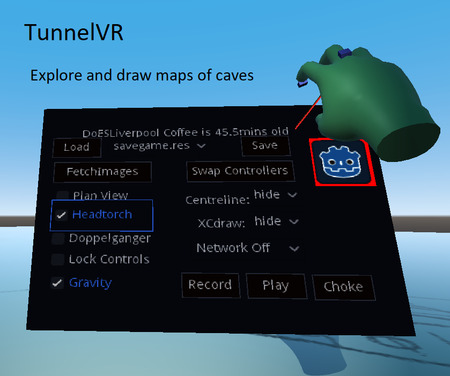 TunnelVR
Explore and draw maps of caves
DoESLiverpool Coffee is 45.5mins old
Load savegame.res Save
FetchImages Swap Controllers
Plan View
Centreline: hide
Headtorch
XCdraw: hide
Doppelganger
Network Off
Lock Controls
Gravity Record Play Choke